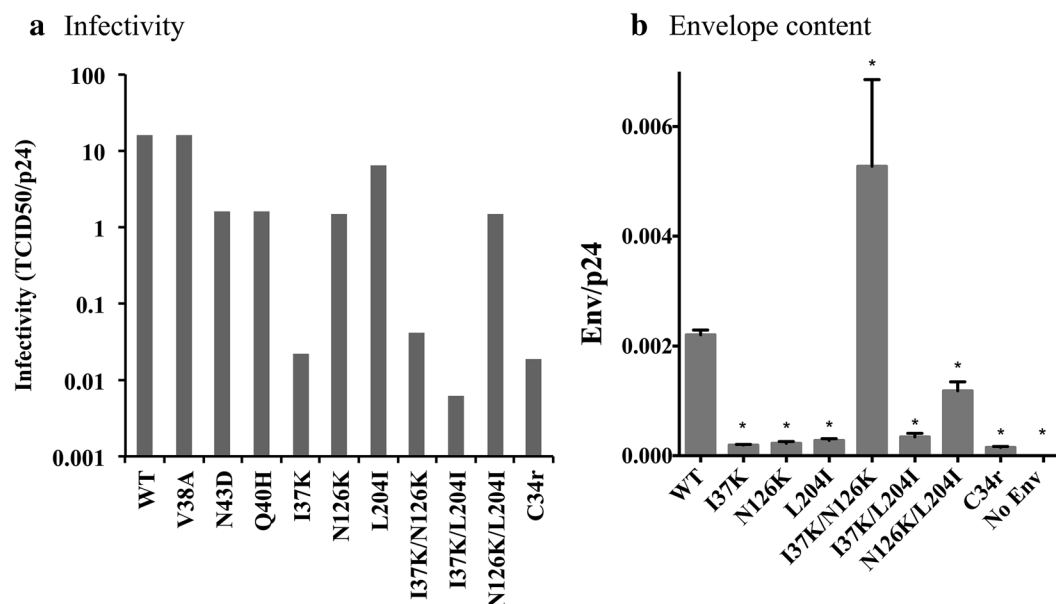 a Infectivity
Infectivity (TCID50/p24)
100
10
1
0.1
0.01
0.001
WT
V38A
N43D
Q40H
I37K
N126K
L204I
I37K/N126K
I37K/L204I
N126K/L204I
C34r
b Envelope content
Env/p24
0.006
0.004
0.002
0.000
*
*
*
*
*
*
*
*
WT
I37K
N126K
L204I
I37K/N126K
I37K/L204I
N126K/L204I
C34r
No Env